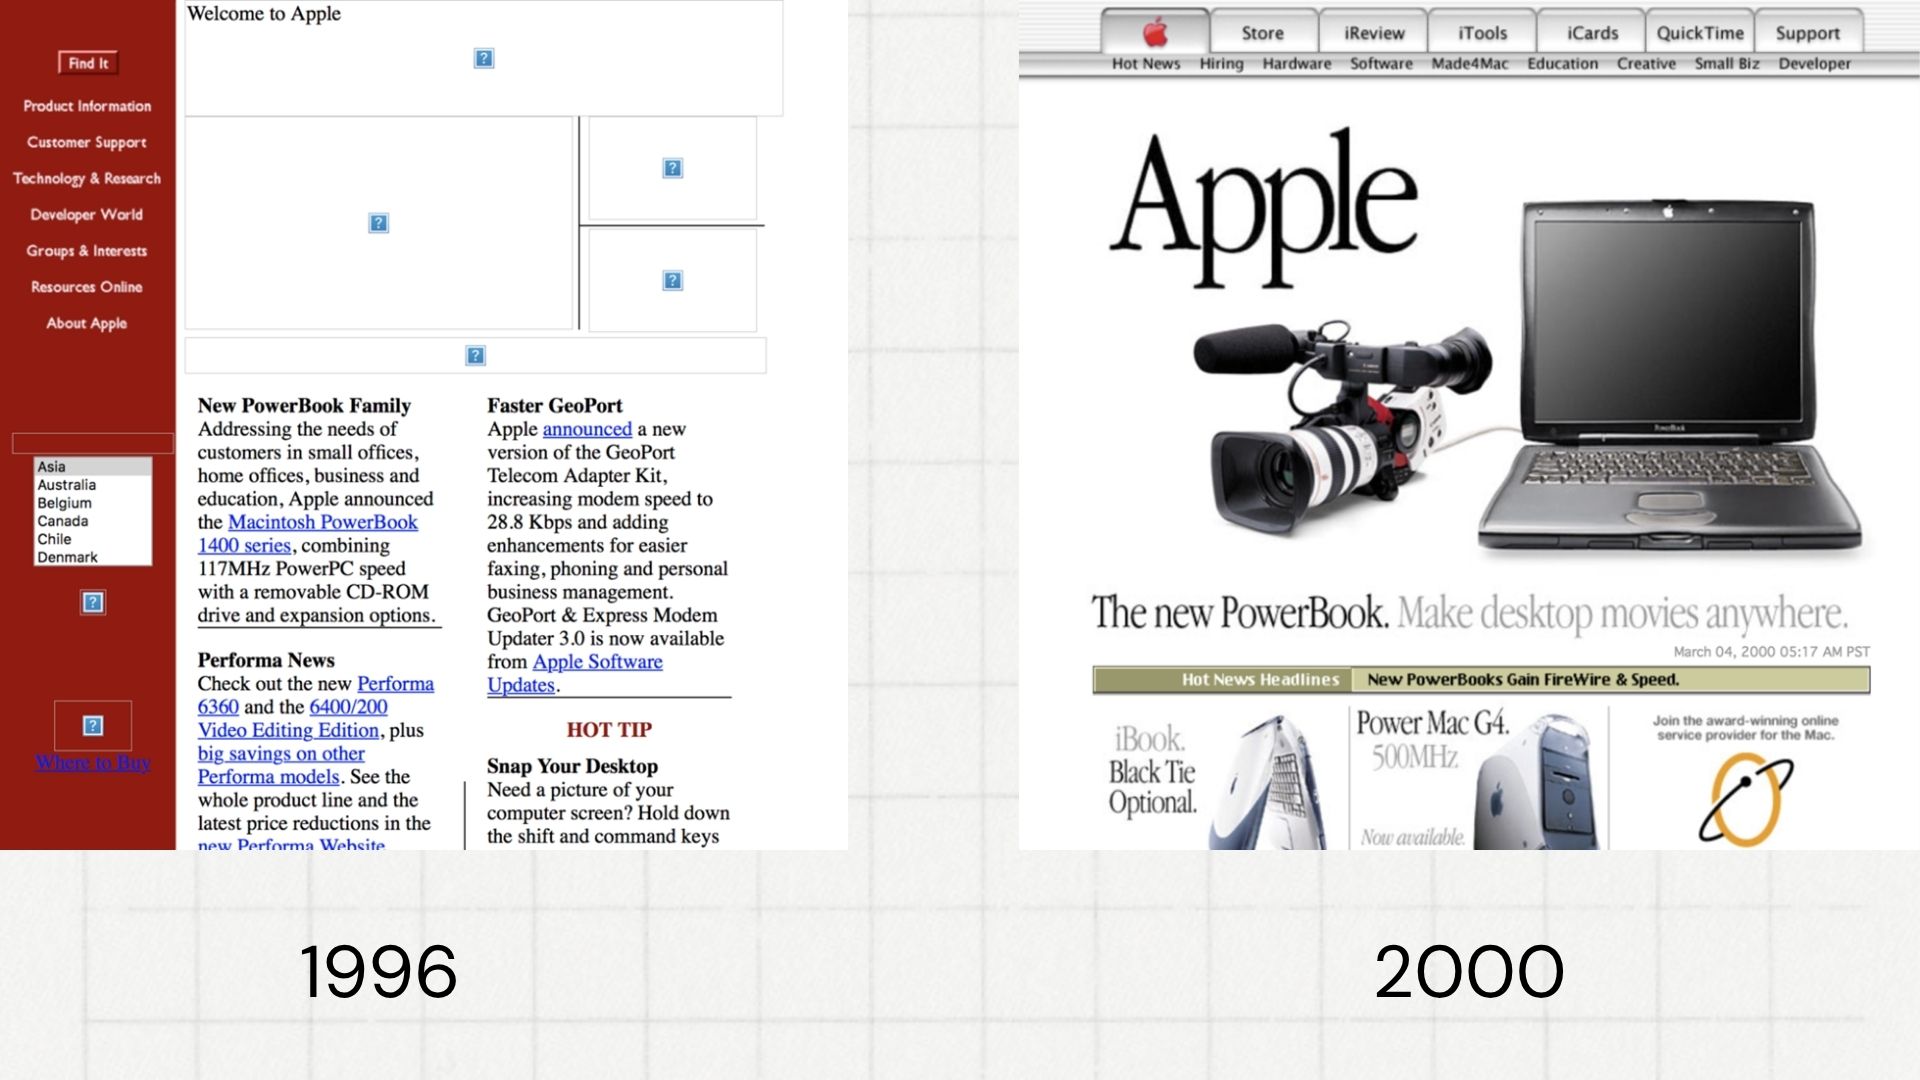 Welcome to Apple
Find It
Product Information
Customer Support
Technology & Research
Developer World
Groups & Interests
Resources Online
About Apple
Asia
Australia
Belgium
Canada
Chile
Denmark
Where to Buy
New PowerBook Family
Addressing the needs of
customers in small offices,
home offices, business and
education, Apple announced
the Macintosh PowerBook
1400 series, combining
117MHz PowerPC speed
with a removable CD-ROM
drive and expansion options.
Performa News
Check out the new Performa
6360 and the 6400/200
Video Editing Edition, plus
big savings on other
Performa models. See the
whole product line and the
latest price reductions in the
new Performa Website
Faster GeoPort
Apple announced a new
version of the GeoPort
Telecom Adapter Kit,
increasing modem speed to
28.8 Kbps and adding
enhancements for easier
faxing, phoning and personal
business management.
GeoPort & Express Modem
Updater 3.0 is now available
from Apple Software
Updates.
HOT TIP
Snap Your Desktop
Need a picture of your
computer screen? Hold down
the shift and command keys
1996
Store iReview iTools iCards QuickTime Support
Hot News Hiring Hardware Software Made4Mac Education Creative Small Biz Developer
Apple
PowerBook
The new PowerBook. Make desktop movies anywhere.
March 04, 2000 05:17 AM PST
Hot News Headlines New PowerBooks Gain FireWire & Speed.
iBook.
Black Tie
Optional.
Power Mac G4.
500MHz
Now available.
Join the award-winning online
service provider for the Mac.
2000